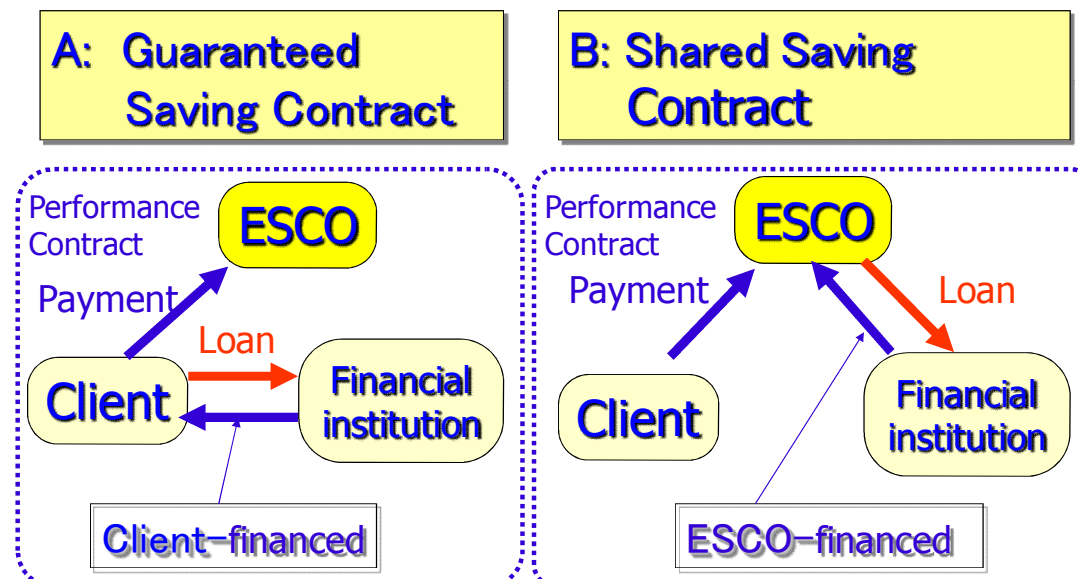 A: Guaranteed
Saving Contract
B: Shared Saving
Contract
Performance
Contract
ESCO
Payment
Loan
Client
Financial
institution
Client-financed
Performance
Contract
ESCO
Payment
Loan
Client
Financial
institution
ESCO-financed